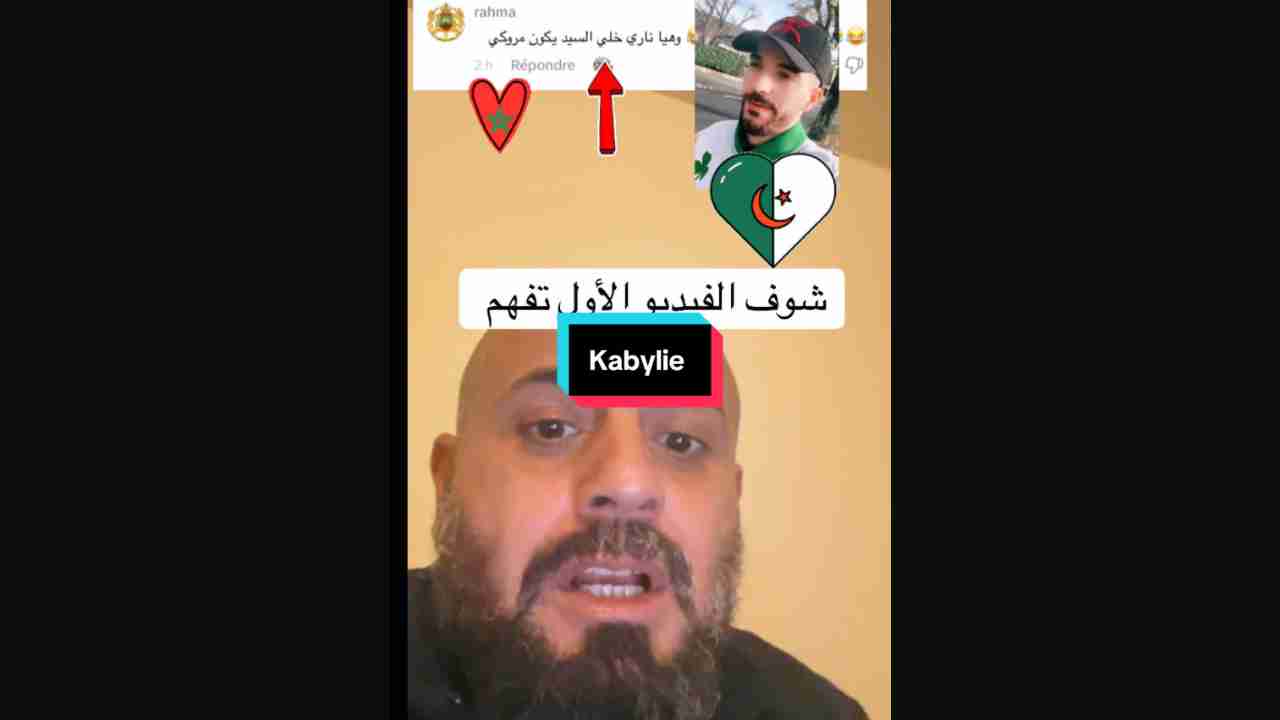 rahma
وهيا ناري خلي السيد يكون مروكي
2 h Répondre
شوف الفيديو الأول تفهم
Kabylie